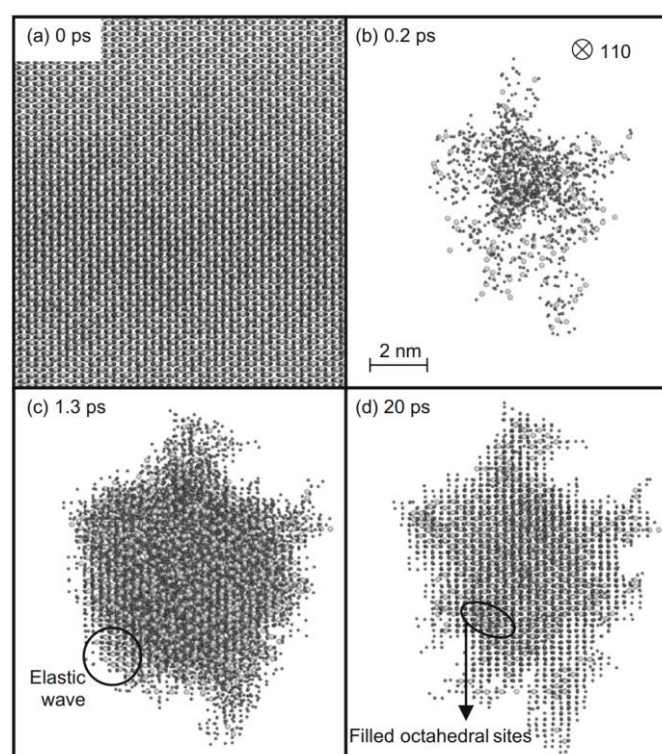 (a) 0 ps
(b) 0.2 ps
⊗ 110
2 nm
(c) 1.3 ps
(d) 20 ps
Elastic
wave
Filled octahedral sites